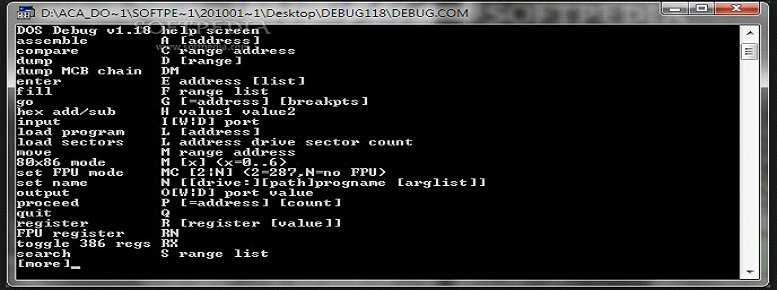 D:\ACA_DO~1\SOFTPE~1\201001~1\Desktop\DEBUG118\DEBUG.COM
DOS Debug v1.18 help screen
assemble A [address]
compare C range address
dump D [range]
dump MCB chain DM
enter E address [list]
fill F range list
go G [=address] [breakpts]
hex add/sub H value1 value2
input I[W|D] port
load program L [address]
load sectors L address drive sector count
move M range address
80x86 mode M [x] (x=0..6)
set FPU mode MC [2|N] (2=287,N=no FPU)
set name N [[drive:][path]progname [arglist]]
output O[W|D] port value
proceed P [=address] [count]
quit Q
register R [register [value]]
FPU register RN
toggle 386 regs RX
search S range list
[more]_